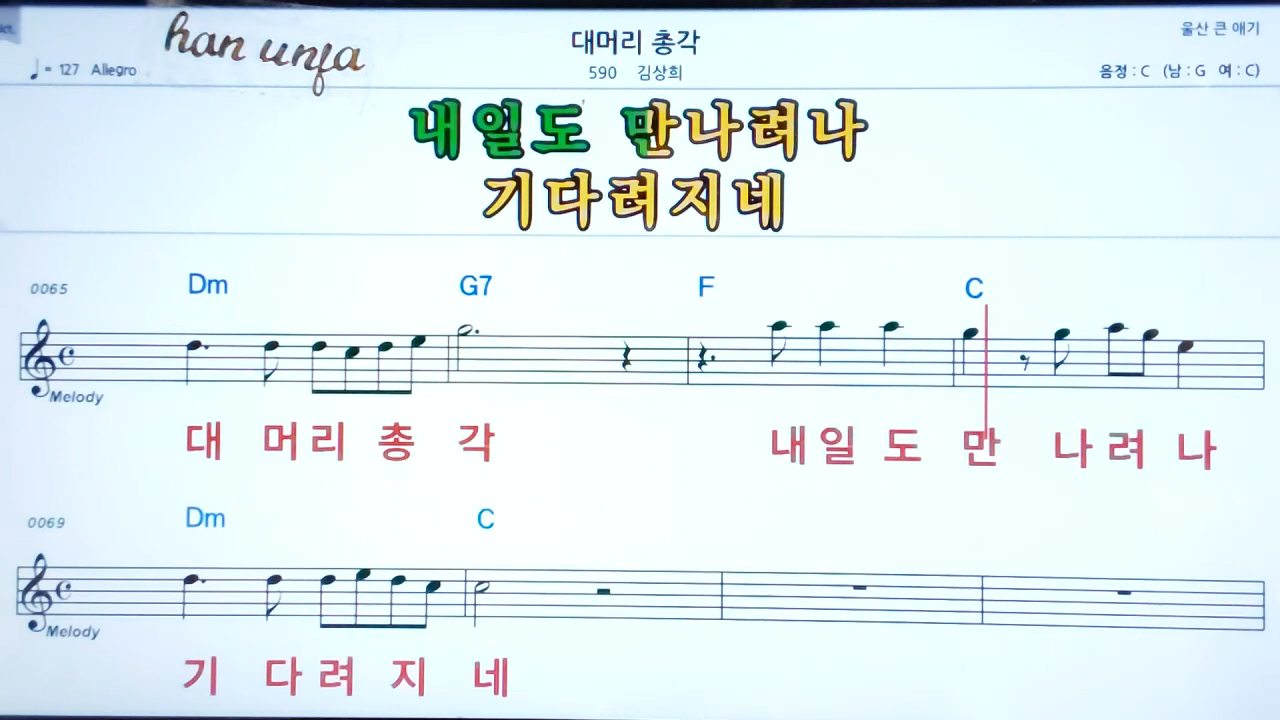 han unja
대머리 총각
울산 큰 애기
♩= 127 Allegro
590 김상희
음정 : C (남 : G 여 : C)
내일도 만나려나
기다려지네
0065
Dm G7 F C
Melody
대 머리 총 각 내일 도 만 나려 나
0069
Dm C
Melody
기 다려 지 네